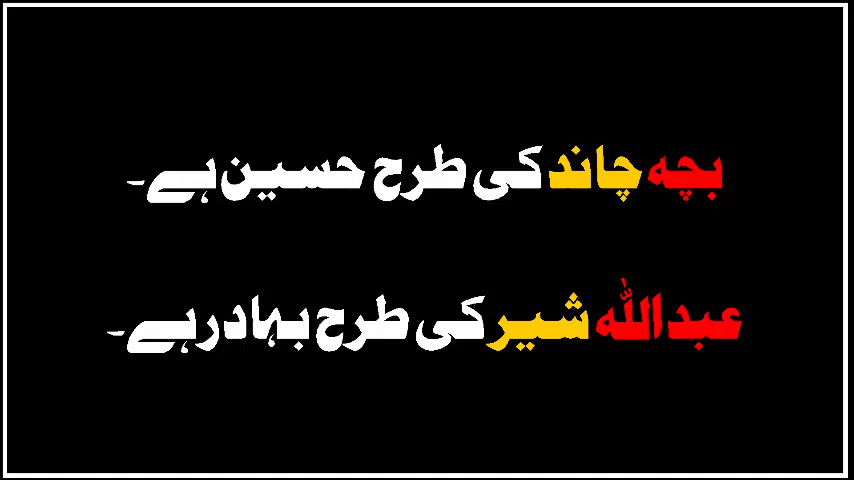 بچہ چاند کی طرح حسین ہے۔
عبداللہ شیر کی طرح بہادر ہے۔